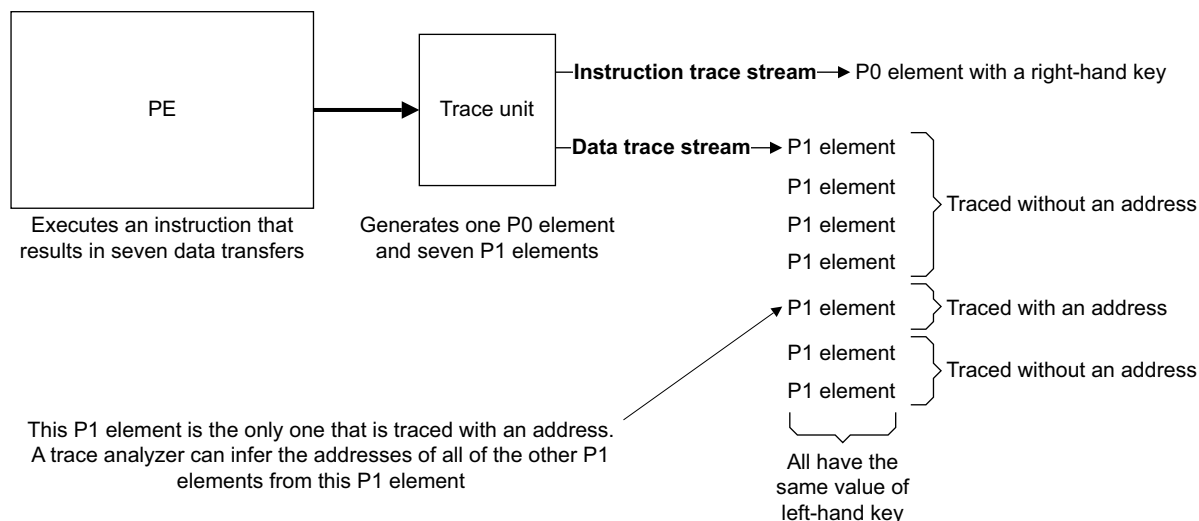 PE
Trace unit
Instruction trace stream
P0 element with a right-hand key
Data trace stream
P1 element
P1 element
P1 element
P1 element
Traced without an address
P1 element
Traced with an address
P1 element
P1 element
Traced without an address
Executes an instruction that
results in seven data transfers
Generates one P0 element
and seven P1 elements
This P1 element is the only one that is traced with an address.
A trace analyzer can infer the addresses of all of the other P1
elements from this P1 element
All have the
same value of
left-hand key